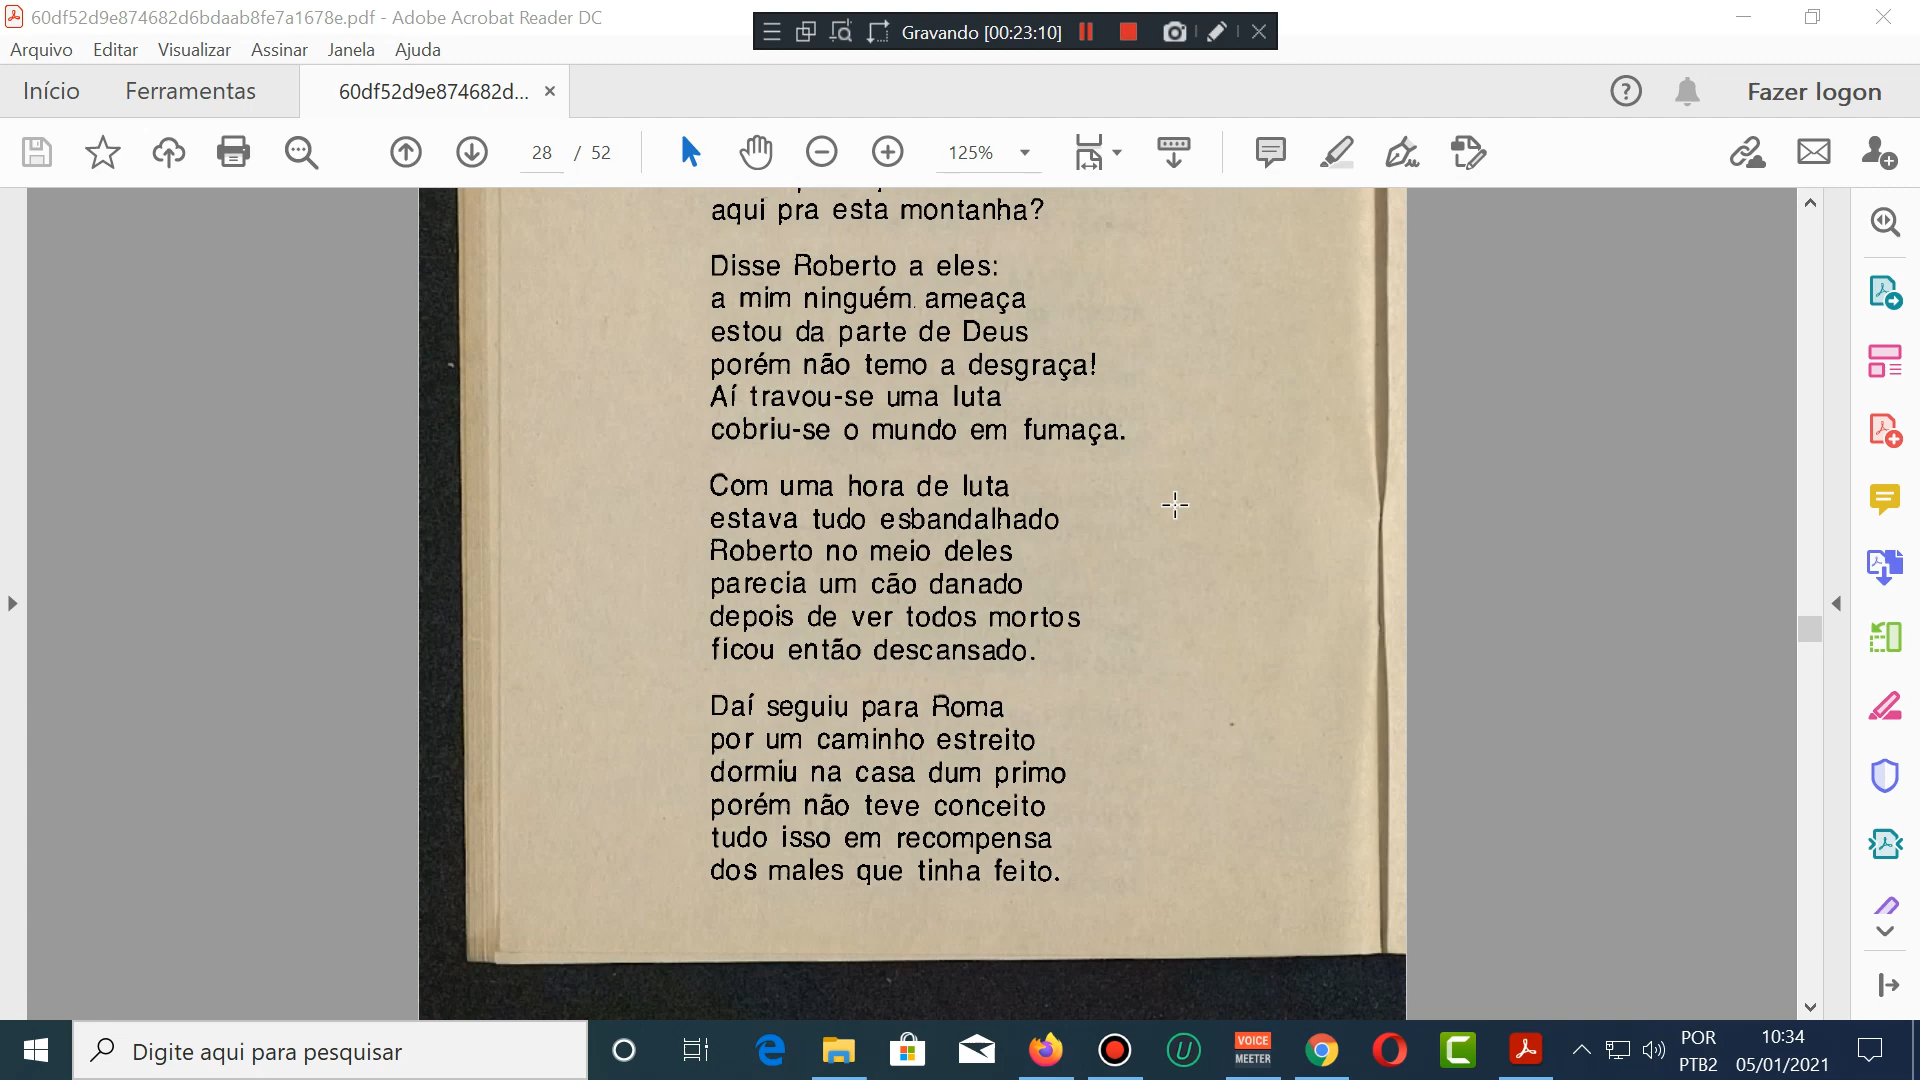 60df52d9e874682d6bdaab8fe7a1678e.pdf - Adobe Acrobat Reader DC
Gravando [00:23:10]
Arquivo Editar Visualizar Assinar Janela Ajuda
Início Ferramentas 60df52d9e874682d... × Fazer logon
28 / 52 125%
aqui pra esta montanha?
Disse Roberto a eles:
a mim ninguém ameaça
estou da parte de Deus
porém não temo a desgraça!
Aí travou-se uma luta
cobriu-se o mundo em fumaça.
Com uma hora de luta
estava tudo esbandalhado
Roberto no meio deles
parecia um cão danado
depois de ver todos mortos
ficou então descansado.
Daí seguiu para Roma
por um caminho estreito
dormiu na casa dum primo
porém não teve conceito
tudo isso em recompensa
dos males que tinha feito.
Digite aqui para pesquisar
VOICE
MEETER
POR
PTB2
10:34
05/01/2021